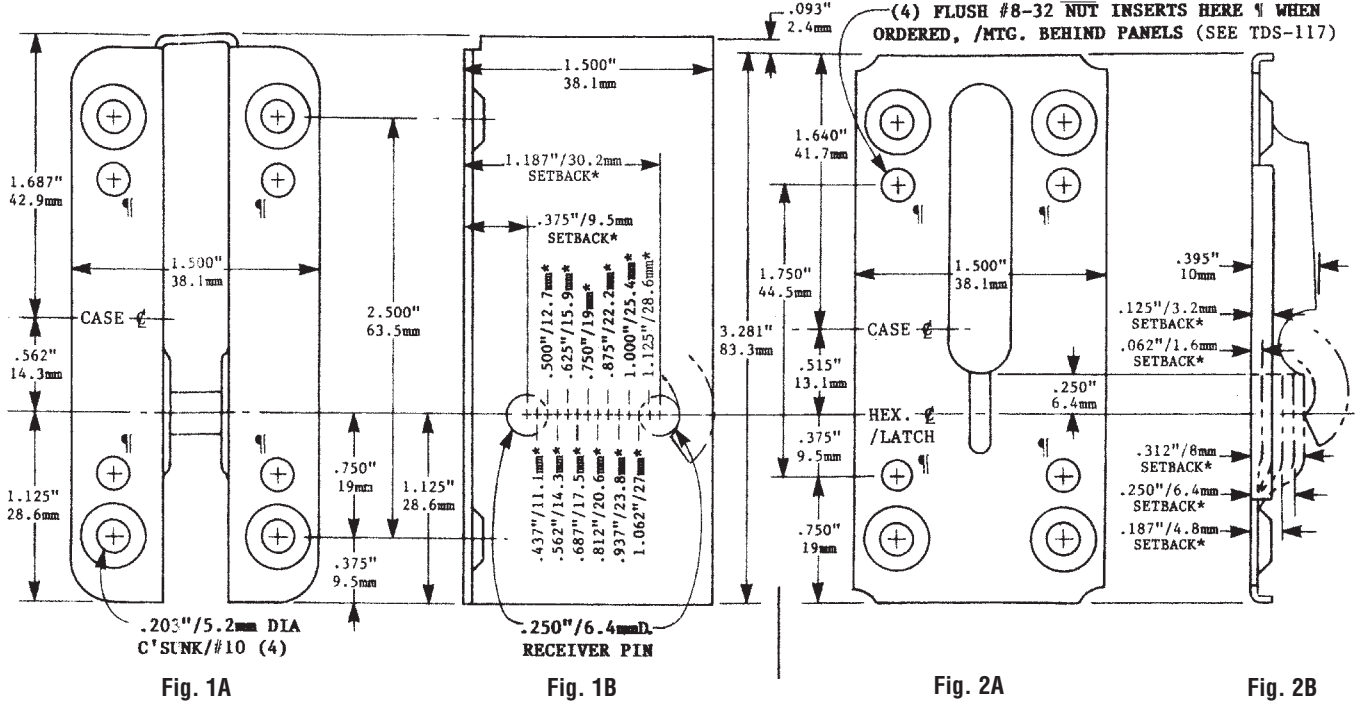 .093"
2.4mm
(4) FLUSH #8-32 NUT INSERTS HERE ¶ WHEN
ORDERED, /MTG. BEHIND PANELS (SEE TDS-117)
1.687"
42.9mm
¶
¶
1.500"
38.1mm
CASE ℄
.562"
14.3mm
¶
¶
1.125"
28.6mm
.750"
19mm
.375"
9.5mm
2.500"
63.5mm
.203"/5.2mm DIA
C'SUNK/#10 (4)
Fig. 1A
1.500"
38.1mm
1.187"/30.2mm
SETBACK*
.375"/9.5mm
SETBACK*
.500"/12.7mm*
.625"/15.9mm*
.750"/19mm*
.875"/22.2mm*
1.000"/25.4mm*
1.125"/28.6mm*
.437"/11.1mm*
.562"/14.3mm*
.687"/17.5mm*
.812"/20.6mm*
.937"/23.8mm*
1.062"/27mm*
1.125"
28.6mm
.250"/6.4mmD.
RECEIVER PIN
Fig. 1B
1.640"
41.7mm
¶
¶
1.750"
44.5mm
1.500"
38.1mm
3.281"
83.3mm
CASE ℄
.515"
13.1mm
HEX. ℄
/LATCH
.375"
9.5mm
.250"
6.4mm
¶
¶
.750"
19mm
Fig. 2A
.395"
10mm
.125"/3.2mm
SETBACK*
.062"/1.6mm
SETBACK*
.312"/8mm
SETBACK*
.250"/6.4mm
SETBACK*
.187"/4.8mm
SETBACK*
Fig. 2B